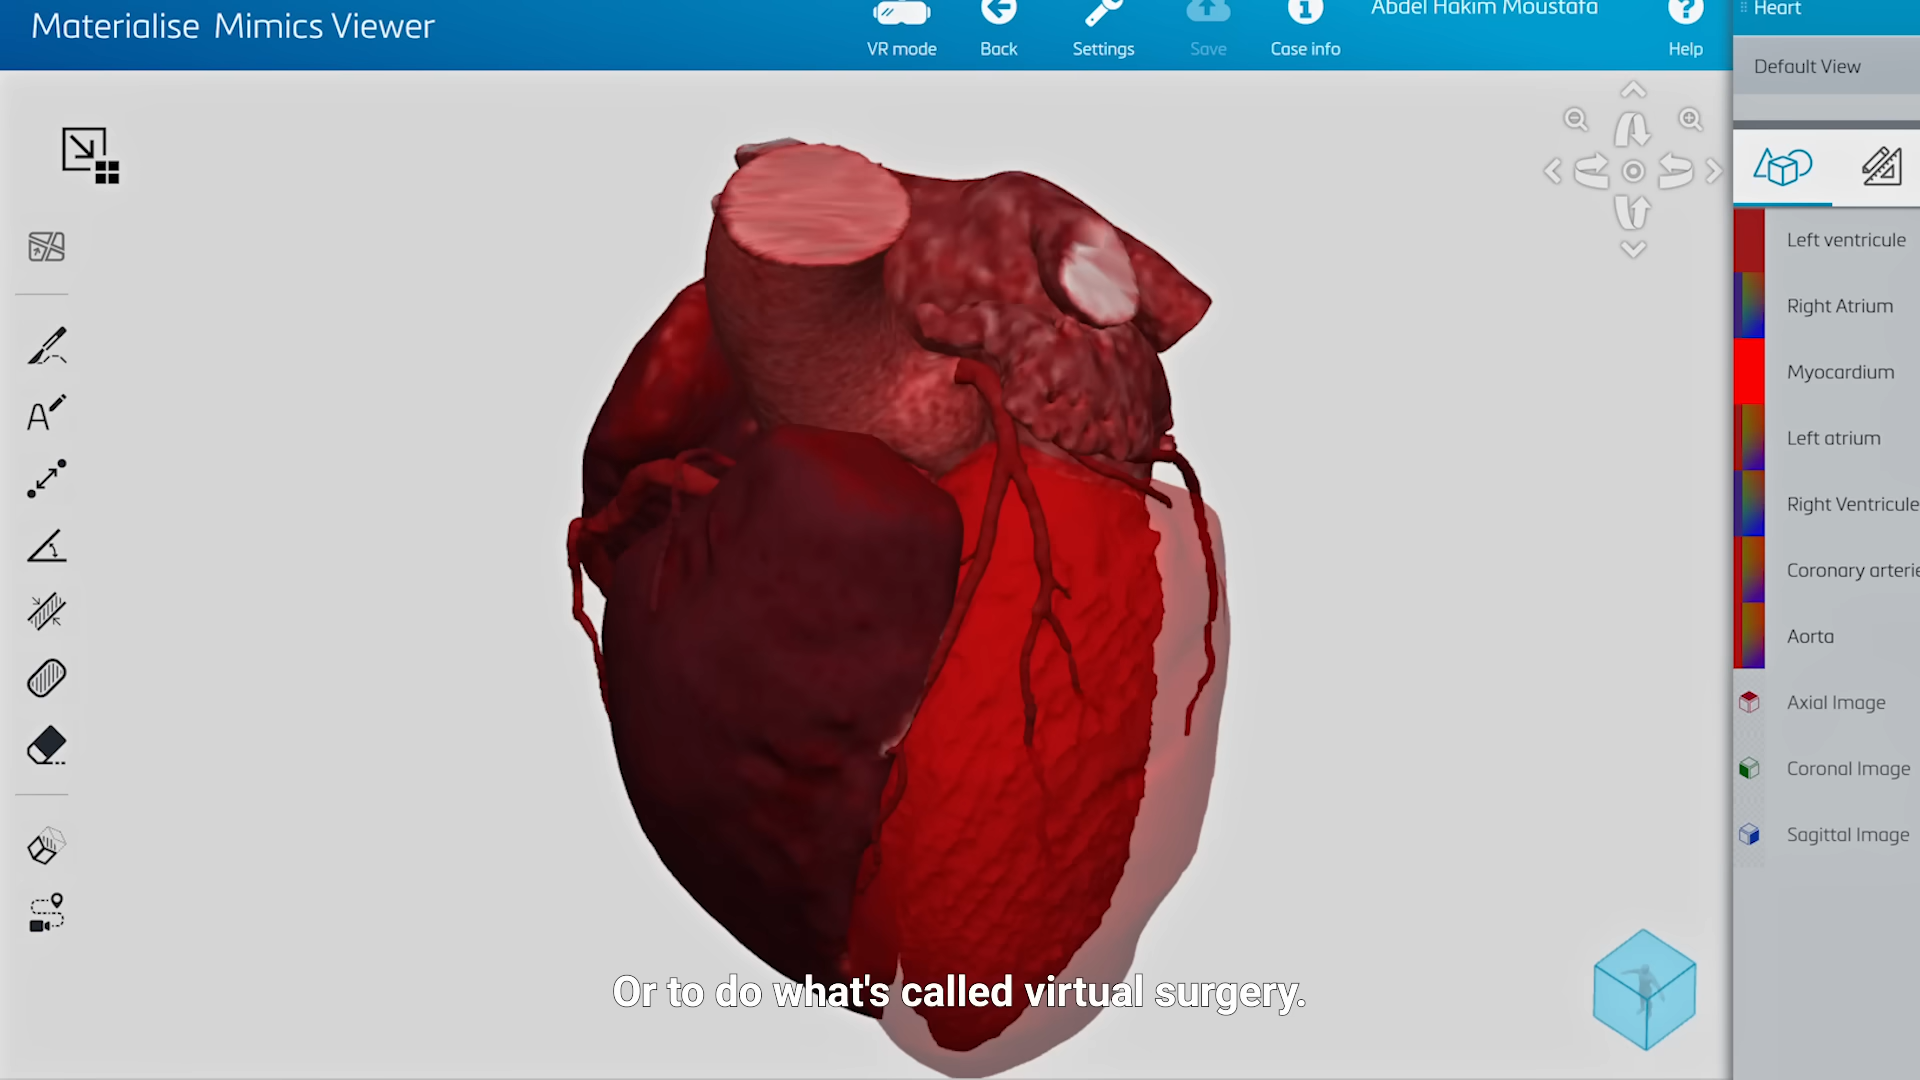 Materialise Mimics Viewer
VR mode
Back
Settings
Save
Case info
Abdel Hakim Moustafa
Help
Heart
Default View
Left ventricule
Right Atrium
Myocardium
Left atrium
Right Ventricule
Coronary arterie
Aorta
Axial Image
Coronal Image
Sagittal Image
Or to do what's called virtual surgery.